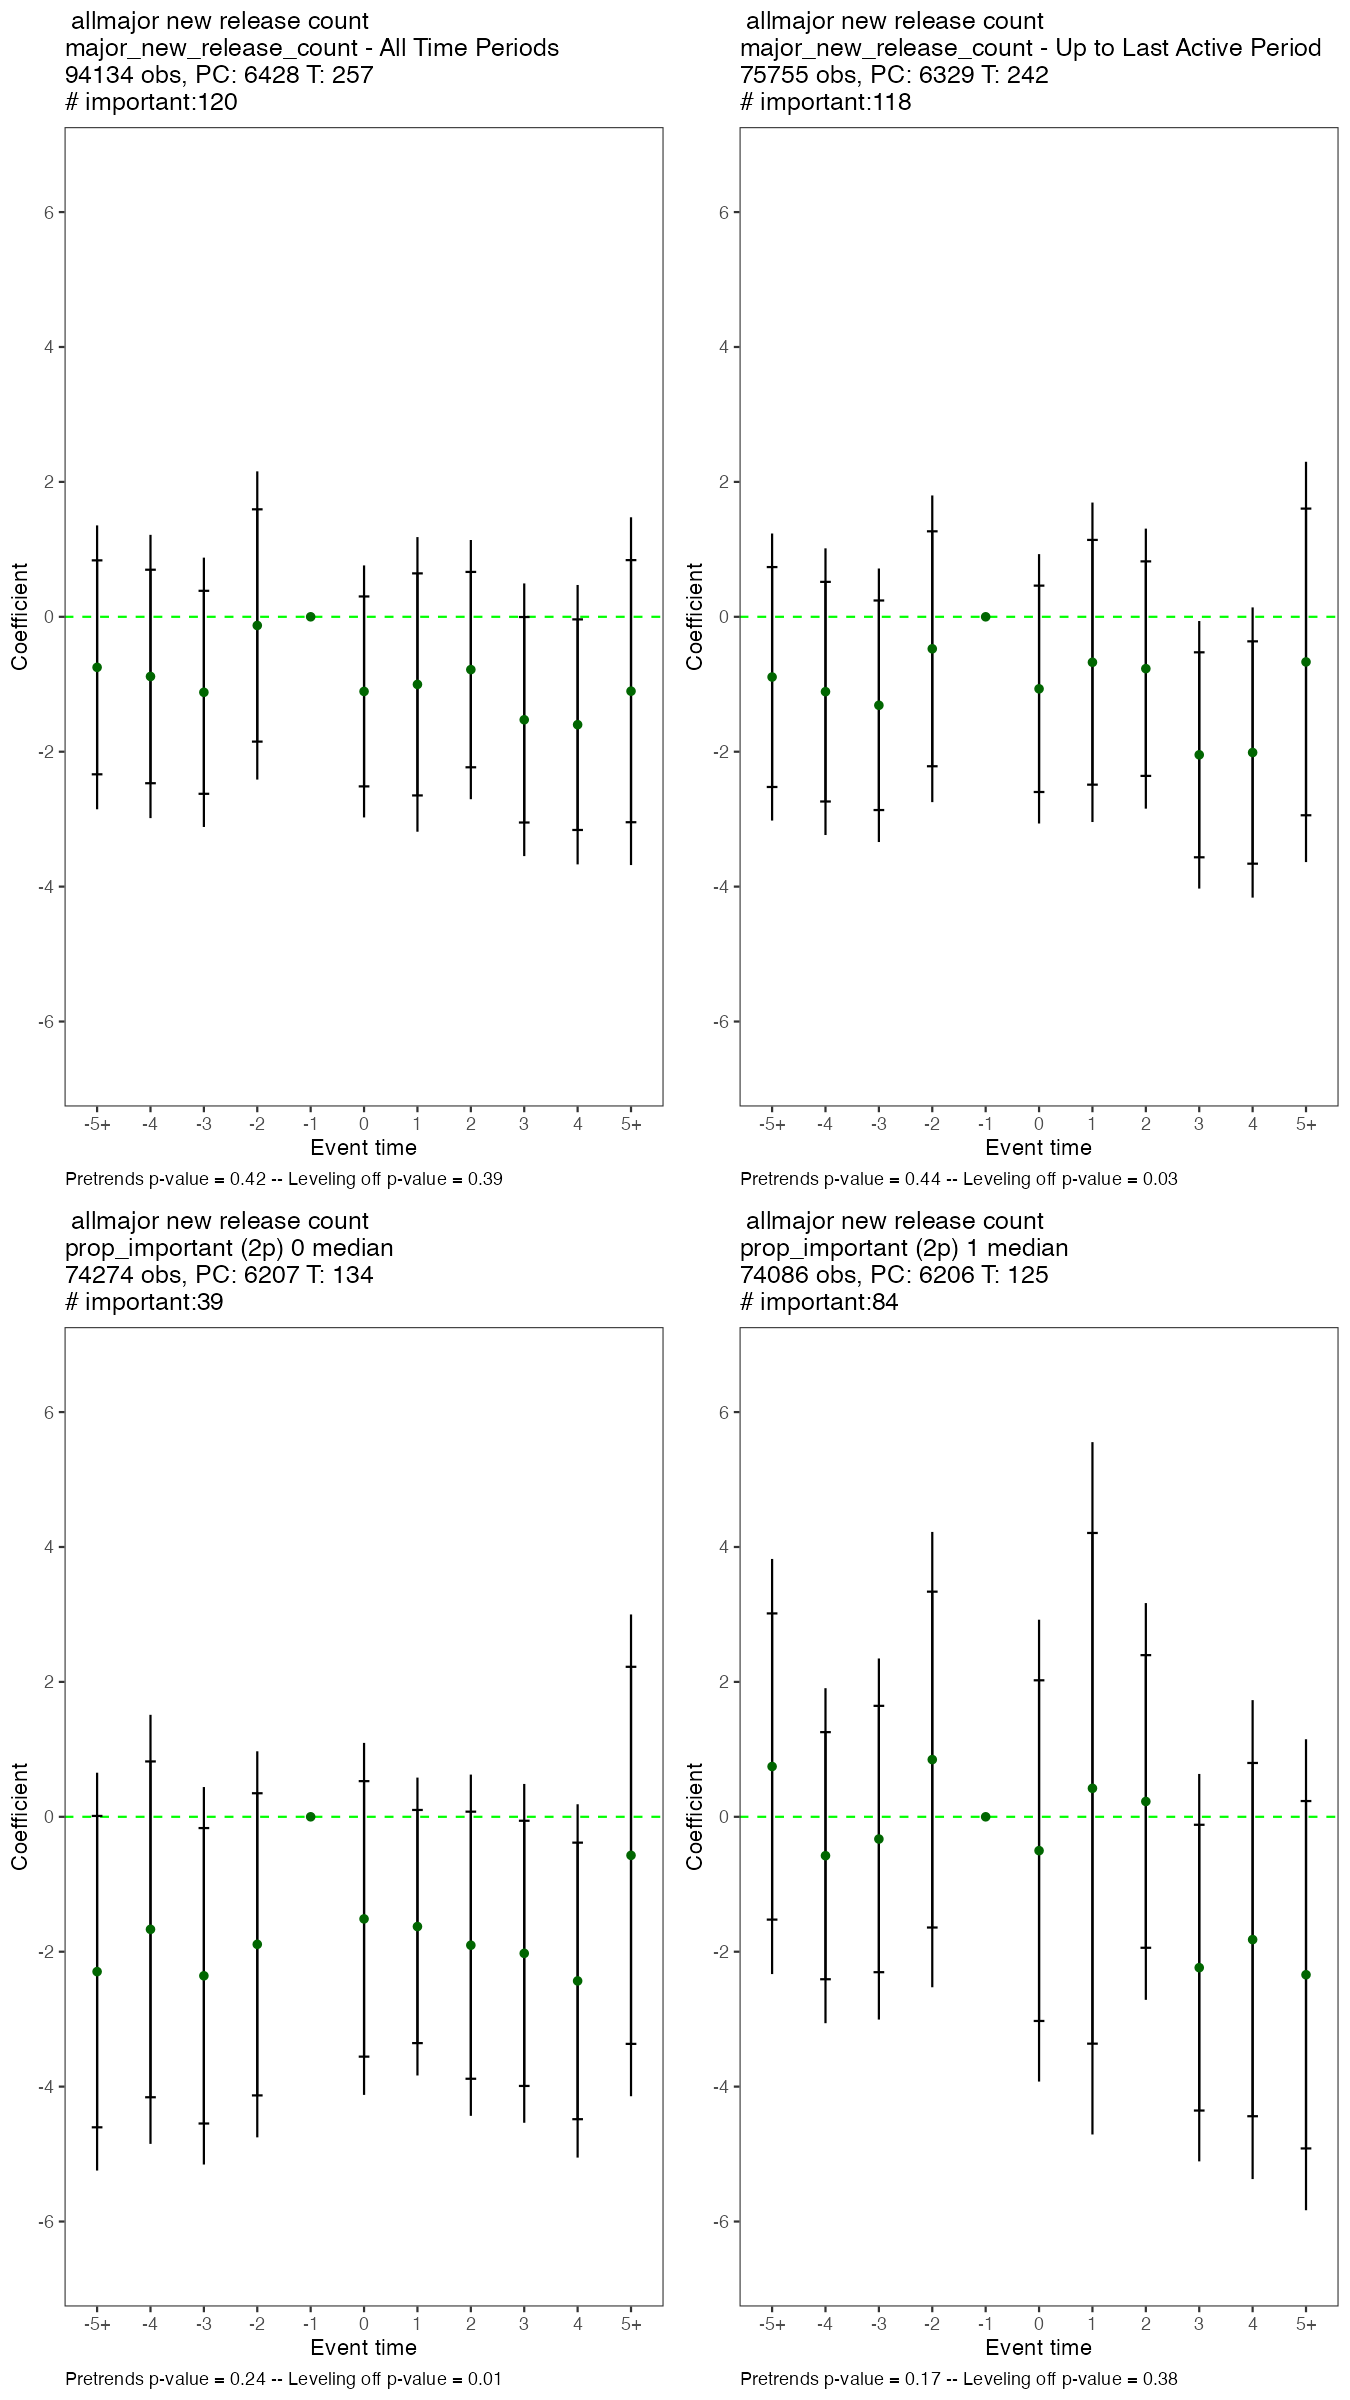 allmajor new release count
major_new_release_count - All Time Periods
94134 obs, PC: 6428 T: 257
# important:120
6
4
2
0
-2
-4
-6
Coefficient
-5+ -4 -3 -2 -1 0 1 2 3 4 5+
Event time
Pretrends p-value = 0.42 -- Leveling off p-value = 0.39
allmajor new release count
major_new_release_count - Up to Last Active Period
75755 obs, PC: 6329 T: 242
# important:118
6
4
2
0
-2
-4
-6
Coefficient
-5+ -4 -3 -2 -1 0 1 2 3 4 5+
Event time
Pretrends p-value = 0.44 -- Leveling off p-value = 0.03
allmajor new release count
prop_important (2p) 0 median
74274 obs, PC: 6207 T: 134
# important:39
6
4
2
0
-2
-4
-6
Coefficient
-5+ -4 -3 -2 -1 0 1 2 3 4 5+
Event time
Pretrends p-value = 0.24 -- Leveling off p-value = 0.01
allmajor new release count
prop_important (2p) 1 median
74086 obs, PC: 6206 T: 125
# important:84
6
4
2
0
-2
-4
-6
Coefficient
-5+ -4 -3 -2 -1 0 1 2 3 4 5+
Event time
Pretrends p-value = 0.17 -- Leveling off p-value = 0.38